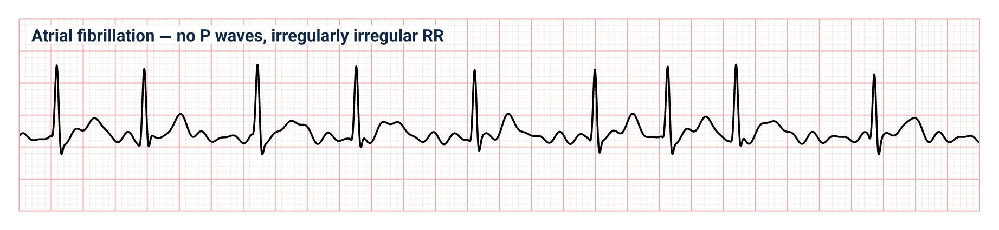 Atrial fibrillation — no P waves, irregularly irregular RR